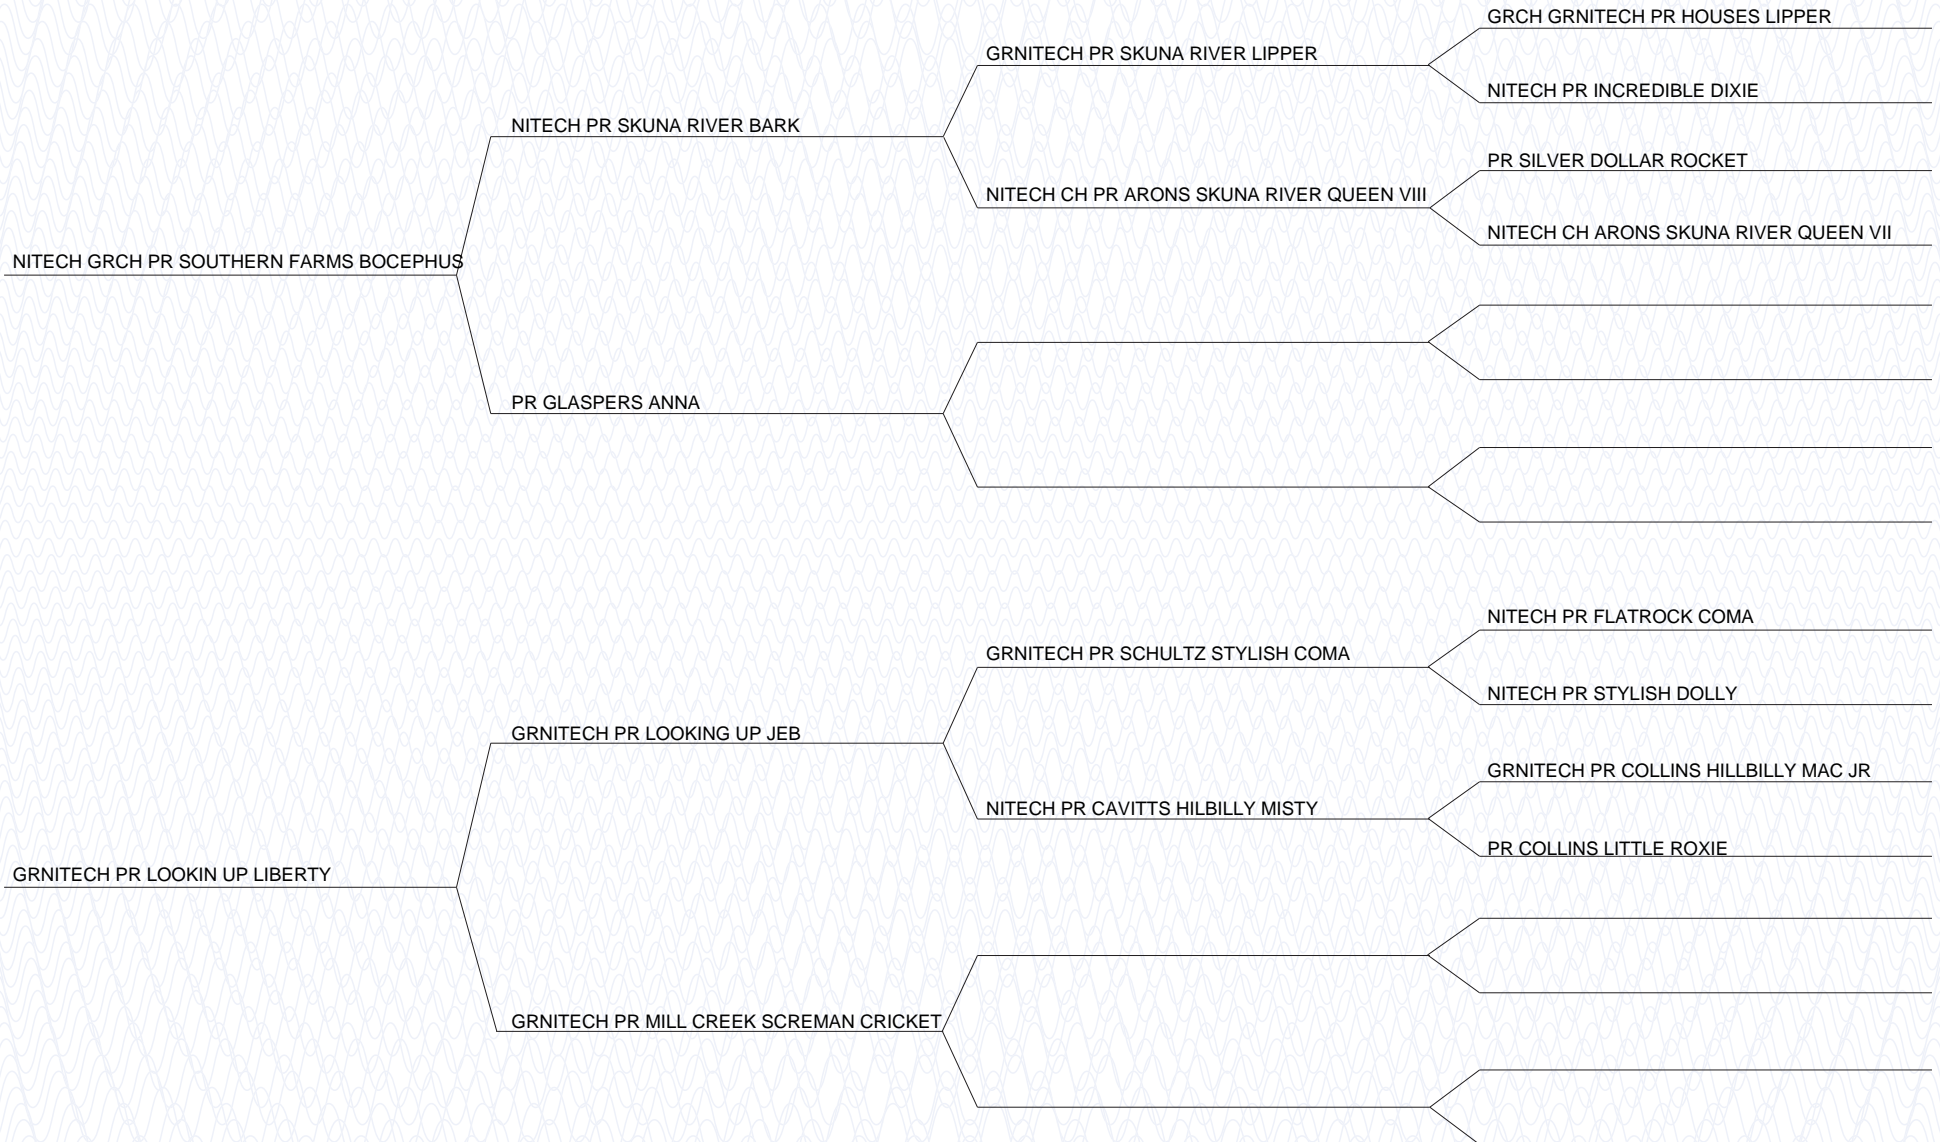 GRCH GRNITECH PR HOUSES LIPPER
GRNITECH PR SKUNA RIVER LIPPER
NITECH PR INCREDIBLE DIXIE
NITECH PR SKUNA RIVER BARK
PR SILVER DOLLAR ROCKET
NITECH CH PR ARONS SKUNA RIVER QUEEN VIII
NITECH CH ARONS SKUNA RIVER QUEEN VII
NITECH GRCH PR SOUTHERN FARMS BOCEPHUS
PR GLASPERS ANNA
NITECH PR FLATROCK COMA
GRNITECH PR SCHULTZ STYLISH COMA
NITECH PR STYLISH DOLLY
GRNITECH PR LOOKING UP JEB
GRNITECH PR COLLINS HILLBILLY MAC JR
NITECH PR CAVITTS HILBILLY MISTY
PR COLLINS LITTLE ROXIE
GRNITECH PR LOOKIN UP LIBERTY
GRNITECH PR MILL CREEK SCREMAN CRICKET